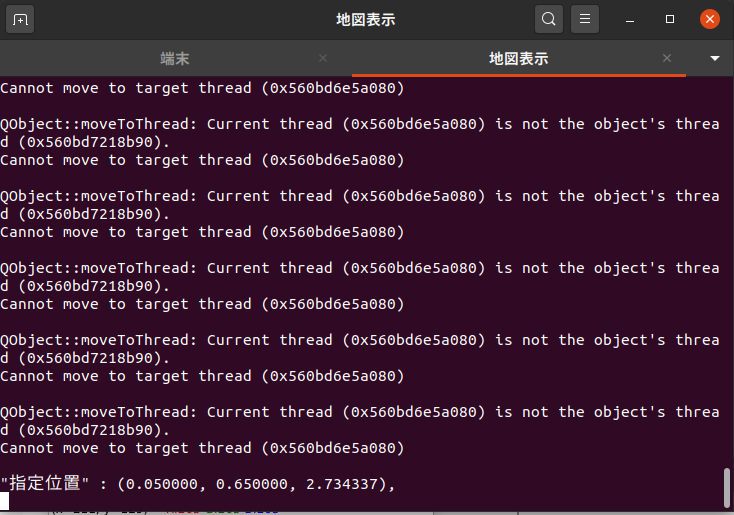 地図表示
端末
地図表示
Cannot move to target thread (0x560bd6e5a080)
QObject::moveToThread: Current thread (0x560bd6e5a080) is not the object's threa
d (0x560bd7218b90).
Cannot move to target thread (0x560bd6e5a080)
QObject::moveToThread: Current thread (0x560bd6e5a080) is not the object's threa
d (0x560bd7218b90).
Cannot move to target thread (0x560bd6e5a080)
QObject::moveToThread: Current thread (0x560bd6e5a080) is not the object's threa
d (0x560bd7218b90).
Cannot move to target thread (0x560bd6e5a080)
QObject::moveToThread: Current thread (0x560bd6e5a080) is not the object's threa
d (0x560bd7218b90).
Cannot move to target thread (0x560bd6e5a080)
QObject::moveToThread: Current thread (0x560bd6e5a080) is not the object's threa
d (0x560bd7218b90).
Cannot move to target thread (0x560bd6e5a080)
"指定位置" : (0.050000, 0.650000, 2.734337),